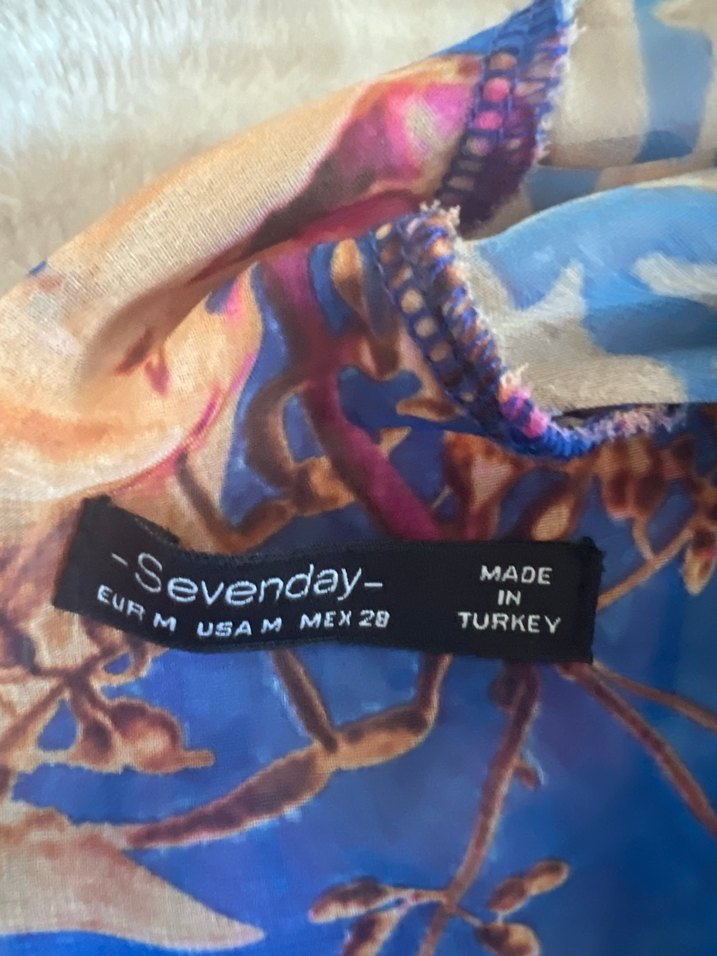 -Sevenday-
EUR M USA M MEX 28
MADE
IN
TURKEY